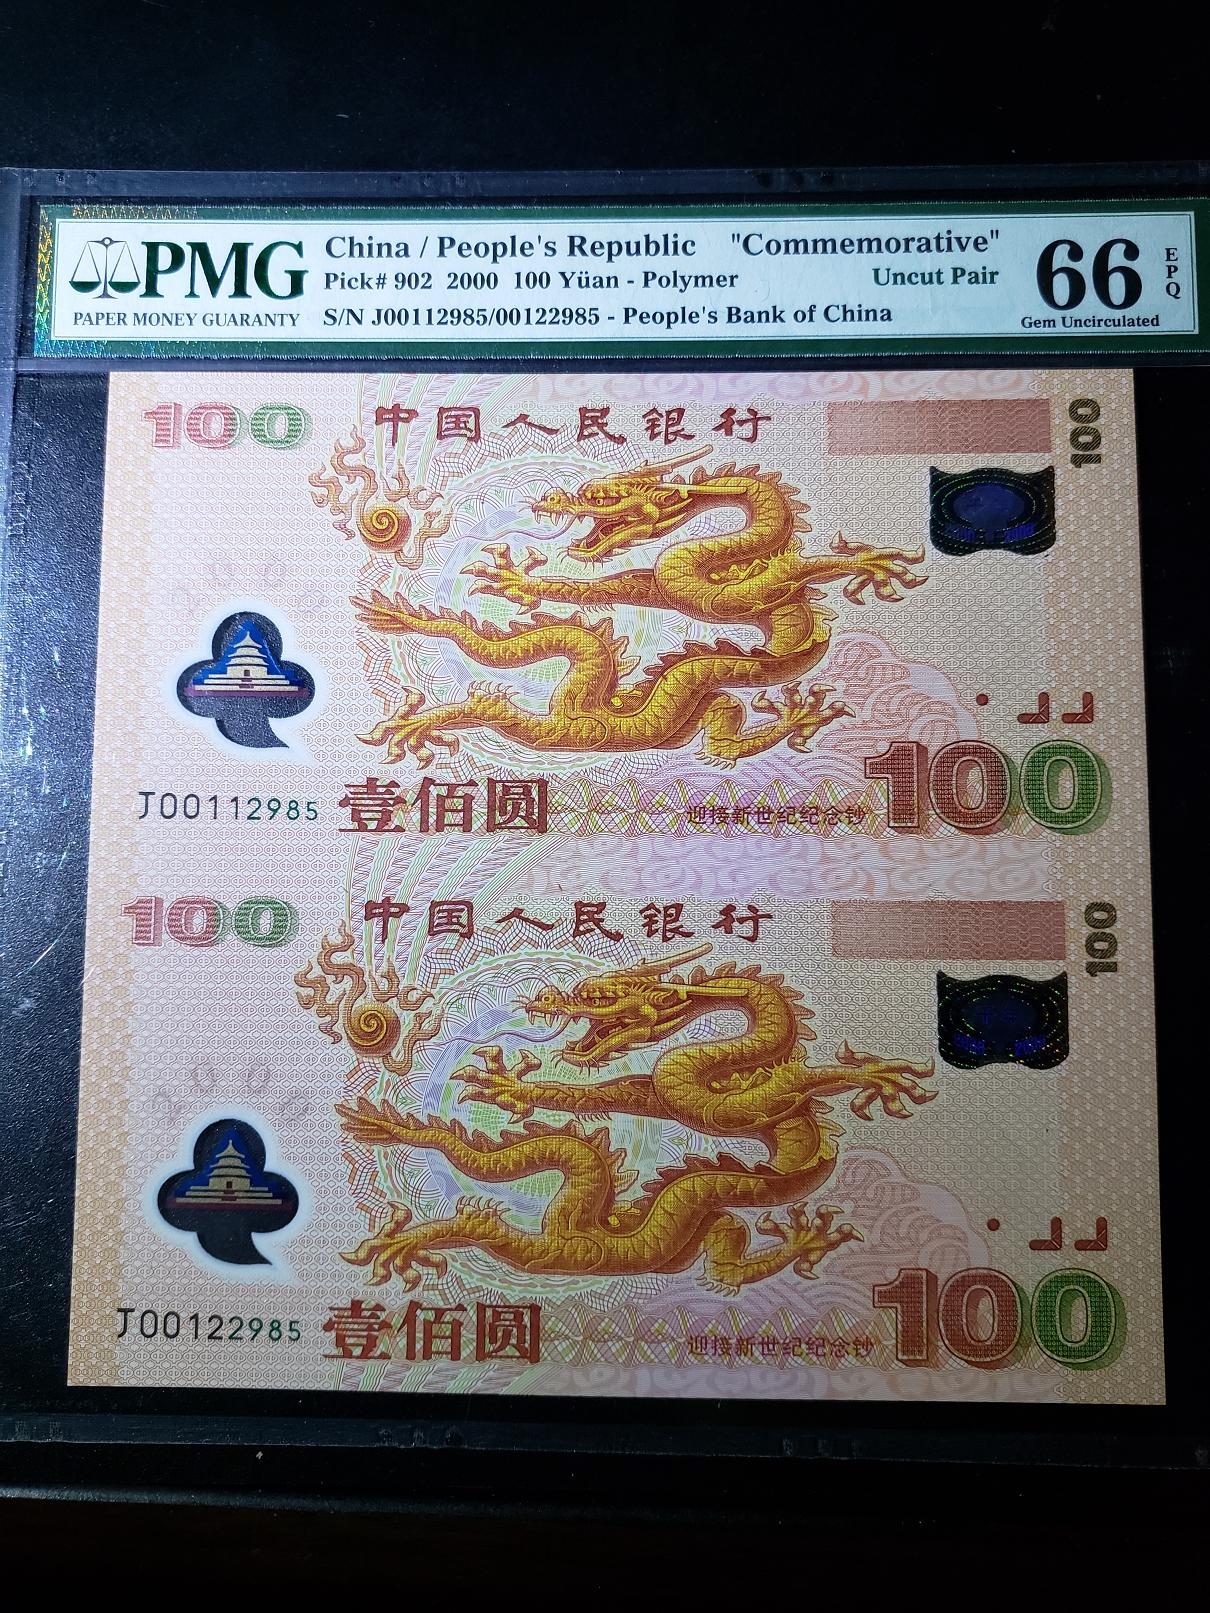 PMG
PAPER MONEY GUARANTY
China / People's Republic "Commemorative"
Pick# 902 2000 100 Yüan - Polymer Uncut Pair
S/N J00112985/00122985 - People's Bank of China
66
EPQ
Gem Uncirculated
100 中国人民银行 100
J00112985 壹佰圆 迎接新世纪纪念钞 100
100 中国人民银行 100
J00122985 壹佰圆 迎接新世纪纪念钞 100